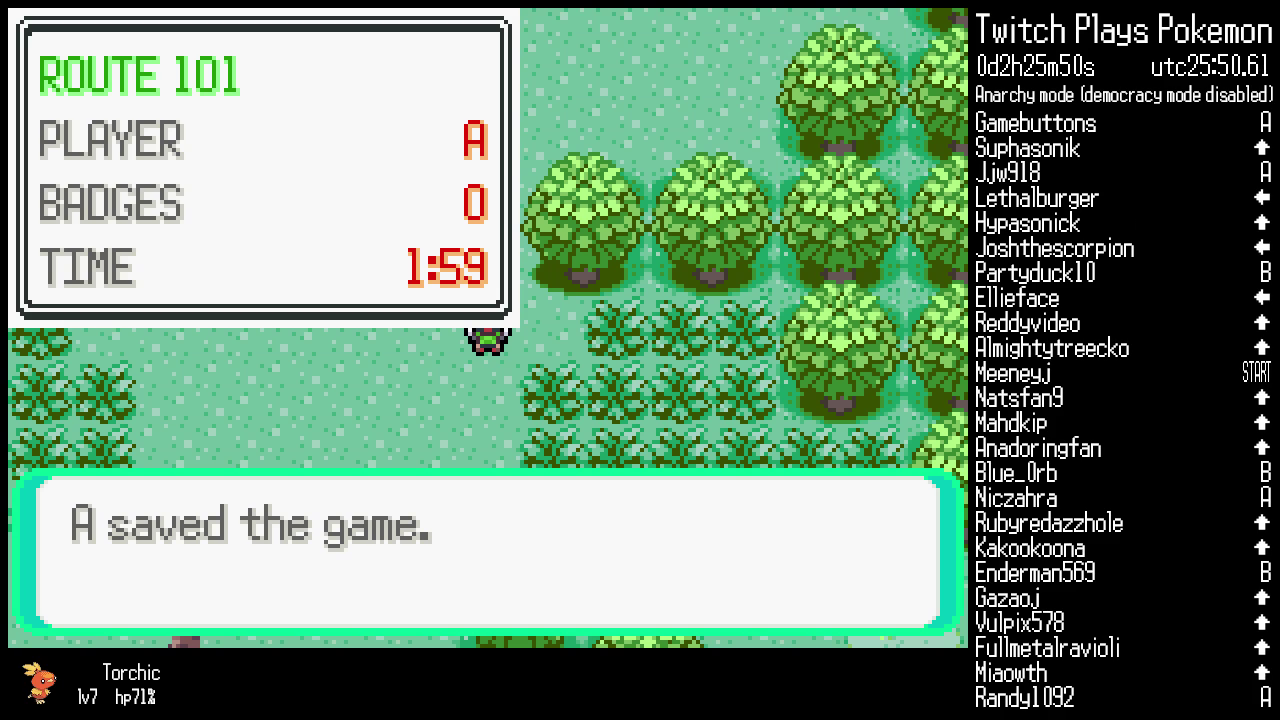 ROUTE 101
PLAYER A
BADGES 0
TIME 1:59
A saved the game.
Torchic
lv7 hp71%
Twitch Plays Pokemon
0d2h25m50s utc25:50.61
Anarchy mode (democracy mode disabled)
Gamebuttons A
Suphasonik
Jjw918 A
Lethalburger
Hypasonick
Joshthescorpion
Partyduck10 B
Ellieface
Reddyvideo
Almightytreecko
Meeneyj START
Natsfan9
Mahdkip
Anadoringfan
Blue_0rb B
Niczahra A
Rubyredazzhole
Kakookoona
Enderman569 B
Gazaoj
Vulpix578
Fullmetalravioli
Miaowth
Randy1092 A